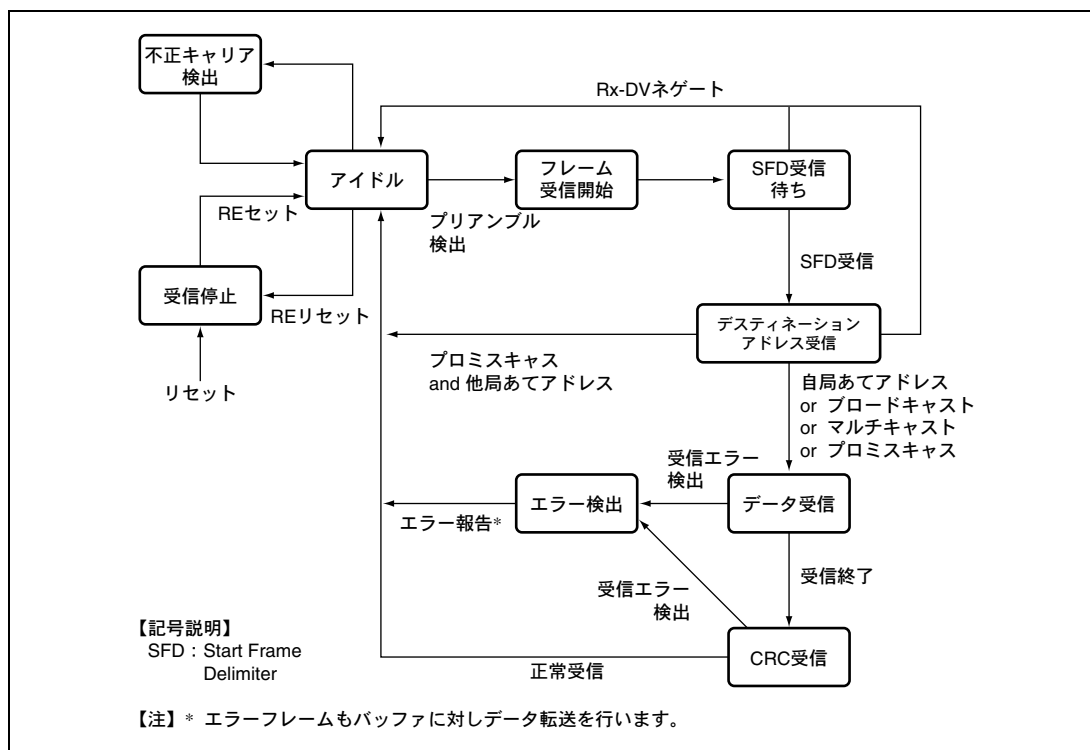 不正キャリア
検出
Rx-DVネゲート
アイドル
フレーム
受信開始
SFD受信
待ち
REセット
プリアンブル
検出
SFD受信
受信停止
REリセット
デスティネーション
アドレス受信
リセット
プロミスキャス
and 他局あてアドレス
自局あてアドレス
or ブロードキャスト
or マルチキャスト
or プロミスキャス
受信エラー
検出
エラー検出
データ受信
エラー報告*
受信終了
受信エラー
検出
【記号説明】
SFD：Start Frame
Delimiter
正常受信
CRC受信
【注】* エラーフレームもバッファに対しデータ転送を行います。